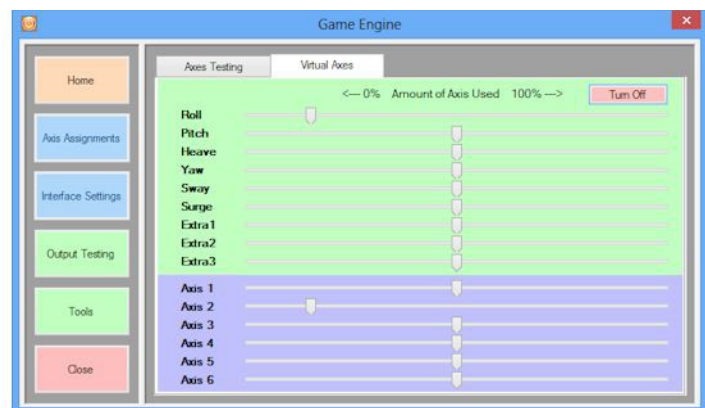 Game Engine
Home
Axis Assignments
Interface Settings
Output Testing
Tools
Close
Axes Testing
Virtual Axes
<--- 0% Amount of Axis Used 100% --->
Turn Off
Roll
Pitch
Heave
Yaw
Sway
Surge
Extra1
Extra2
Extra3
Axis 1
Axis 2
Axis 3
Axis 4
Axis 5
Axis 6